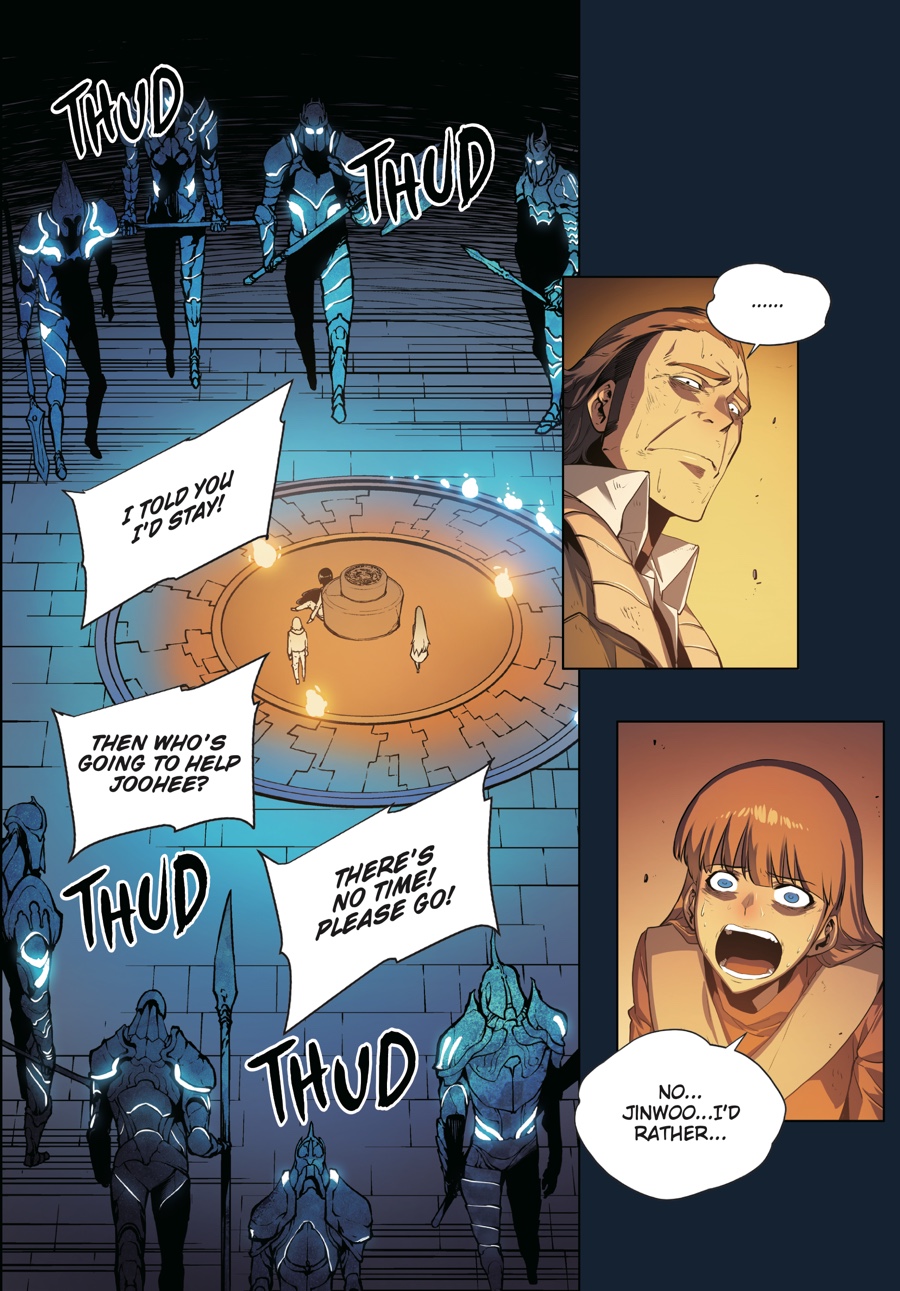 THUD
THUD
......
I TOLD YOU
I'D STAY!
THEN WHO'S
GOING TO HELP
JOOHEE?
THERE'S
NO TIME!
PLEASE GO!
THUD
THUD
NO...
JINWOO...I'D
RATHER...